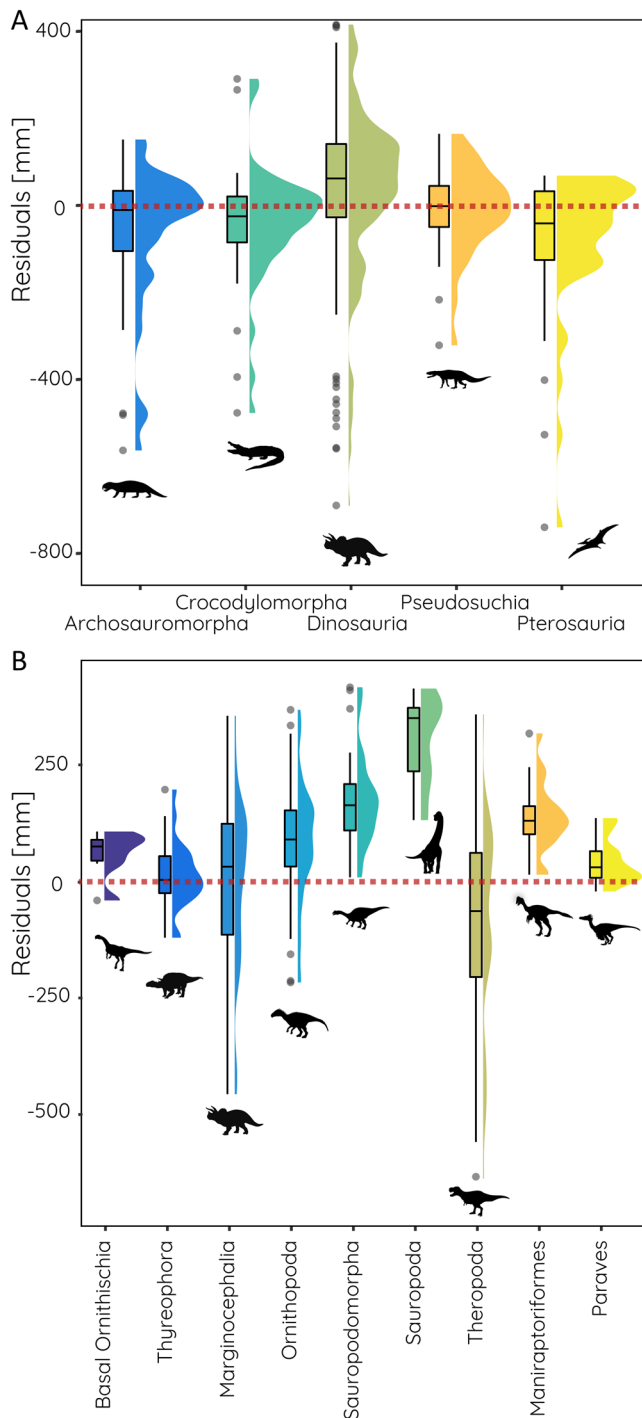 A
400
0
-400
-800
Residuals [mm]
Crocodylomorpha Pseudosuchia
Archosauromorpha Dinosauria Pterosauria
B
250
0
-250
-500
Residuals [mm]
Basal Ornithischia
Thyreophora
Marginocephalia
Ornithopoda
Sauropodomorpha
Sauropoda
Theropoda
Maniraptoriformes
Paraves